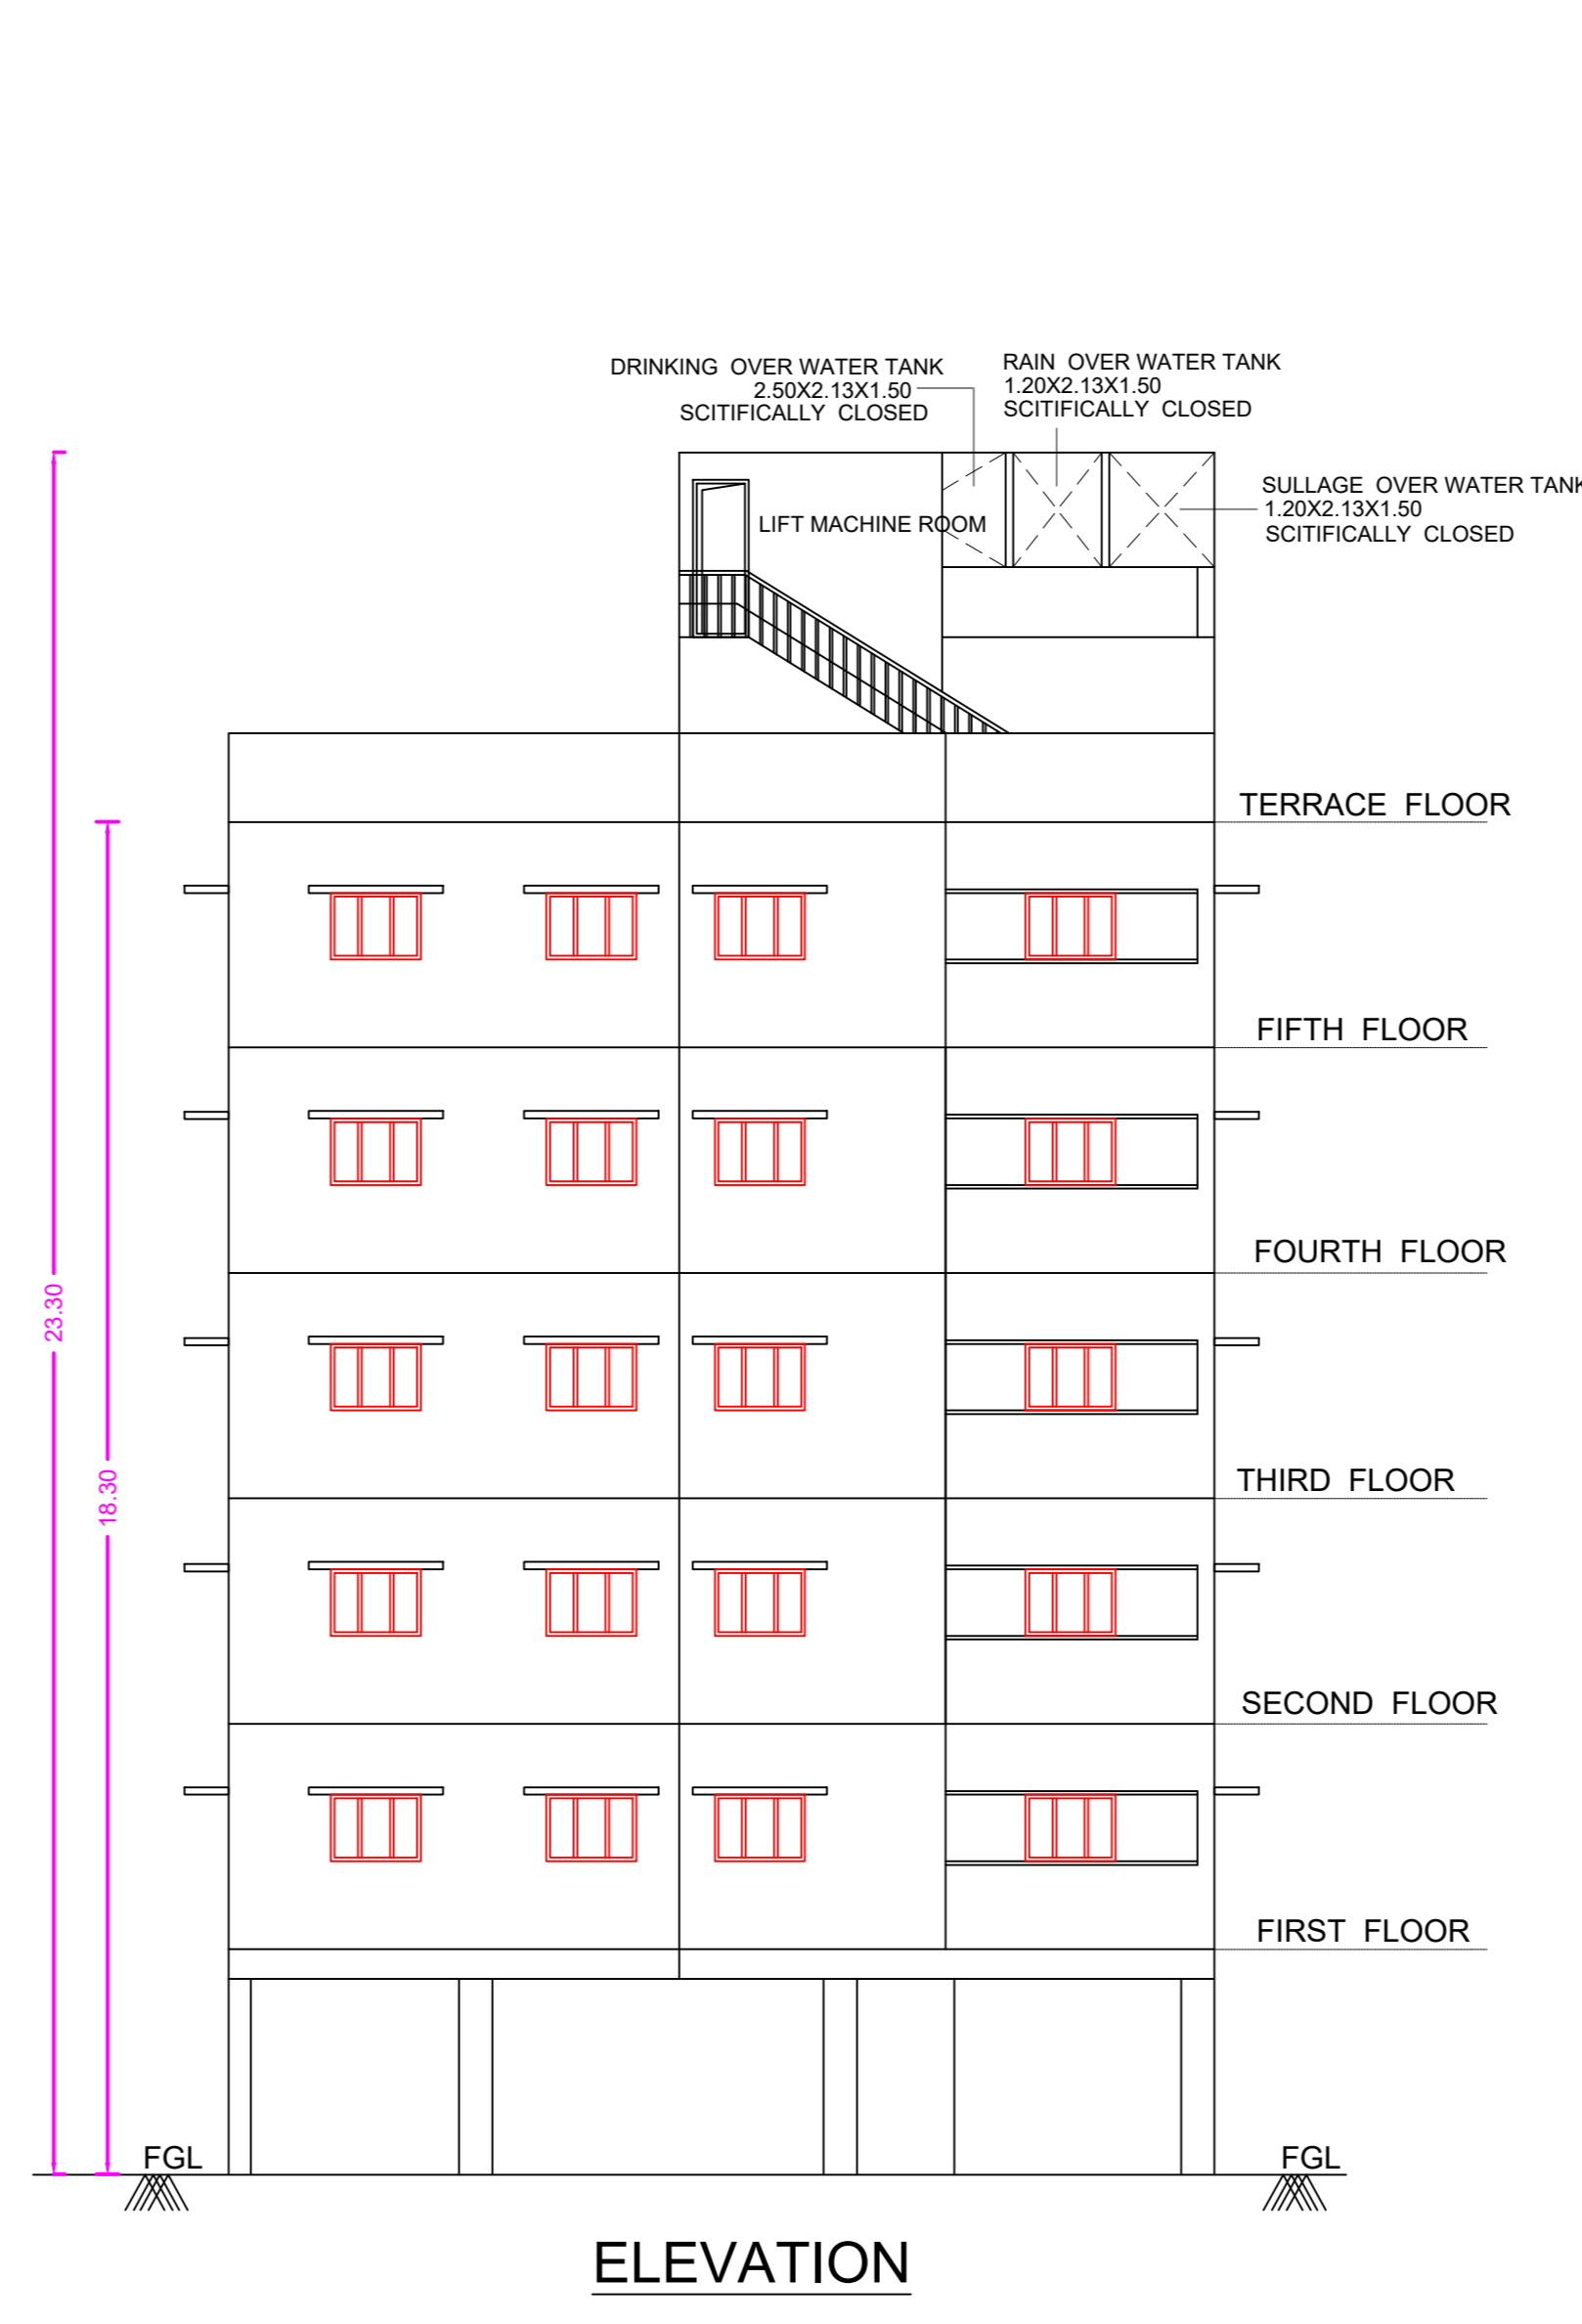 DRINKING OVER WATER TANK
2.50X2.13X1.50
SCITIFICALLY CLOSED
RAIN OVER WATER TANK
1.20X2.13X1.50
SCITIFICALLY CLOSED
SULLAGE OVER WATER TANK
1.20X2.13X1.50
SCITIFICALLY CLOSED
LIFT MACHINE ROOM
TERRACE FLOOR
FIFTH FLOOR
FOURTH FLOOR
23.30
THIRD FLOOR
18.30
SECOND FLOOR
FIRST FLOOR
FGL
FGL
ELEVATION